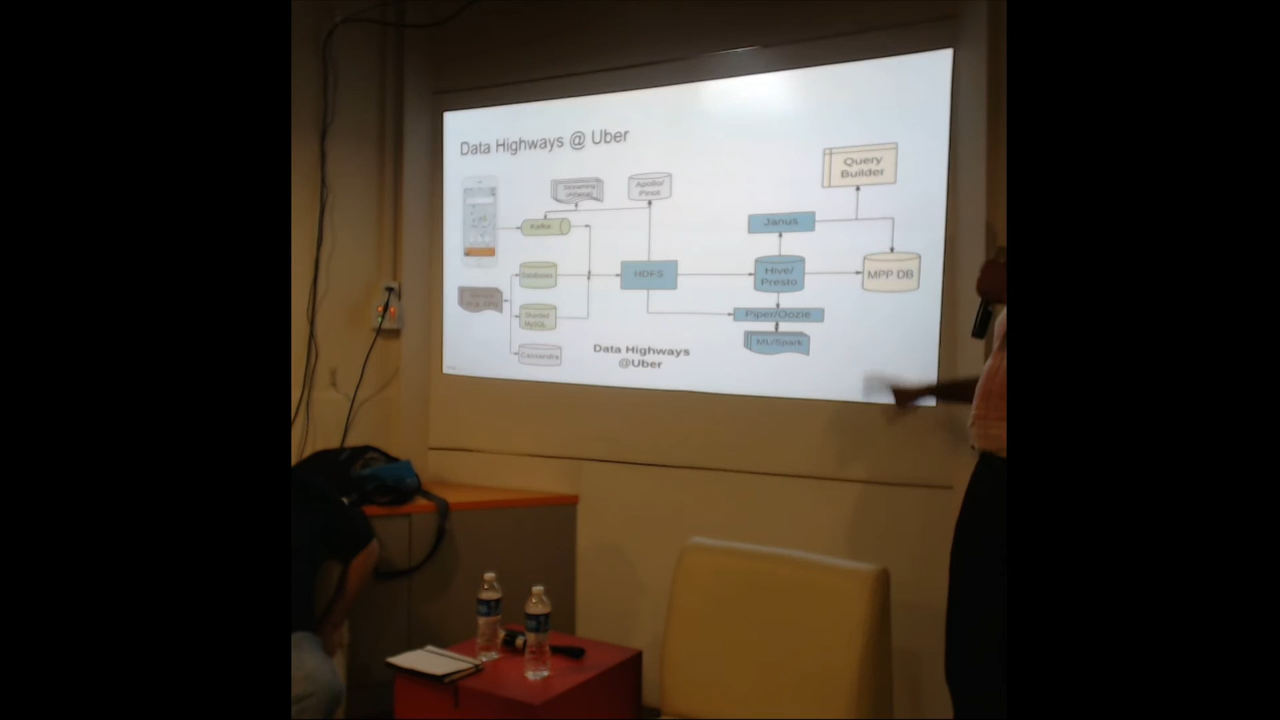 Data Highways @ Uber
Streaming
Apollo/
Pinot
Query
Builder
Kafka
Janus
Databases
HDFS
Hive/
Presto
MPP DB
Sharded
MySQL
Piper/Oozie
ML/Spark
Cassandra
Data Highways
@Uber